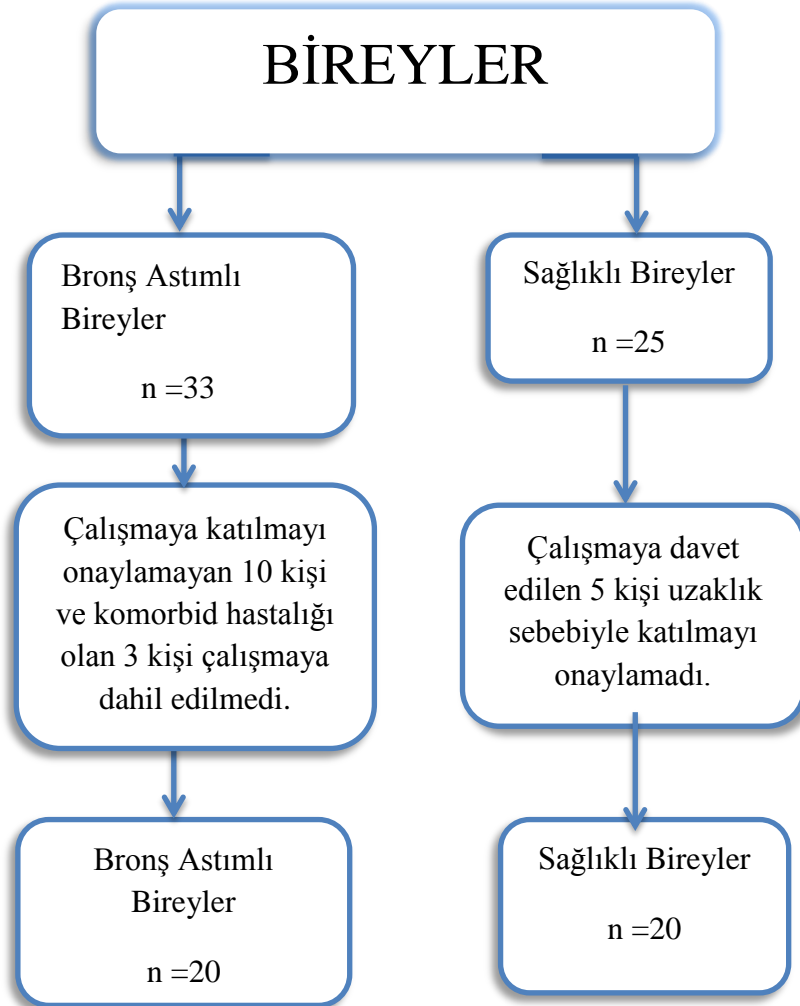 BİREYLER
Bronş Astımlı
Bireyler
n =33
Sağlıklı Bireyler
n =25
Çalışmaya katılmayı
onaylamayan 10 kişi
ve komorbid hastalığı
olan 3 kişi çalışmaya
dahil edilmedi.
Çalışmaya davet
edilen 5 kişi uzaklık
sebebiyle katılmayı
onaylamadı.
Bronş Astımlı
Bireyler
n =20
Sağlıklı Bireyler
n =20